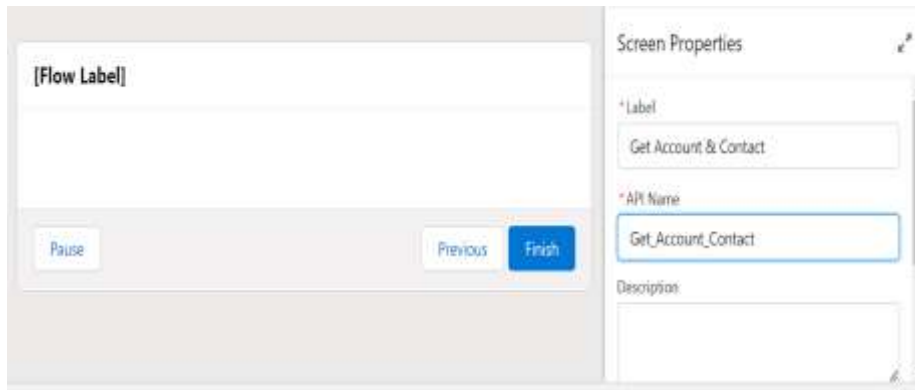 [Flow Label]
Pause
Previous
Finish
Screen Properties
*Label
Get Account & Contact
*API Name
Get_Account_Contact
Description